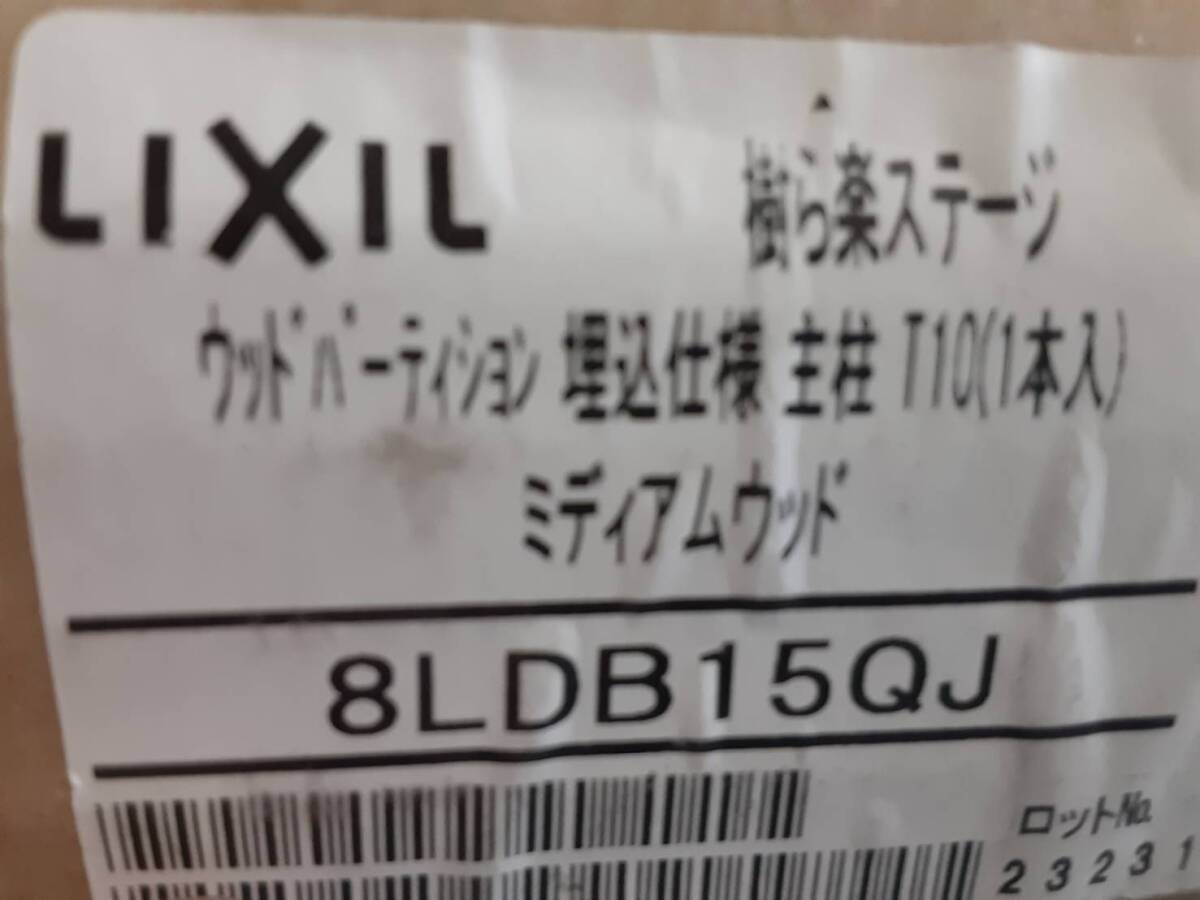 LIXIL
樹ら楽ステージ
ウッドパーティション 埋込仕様 主柱 T10(1本入)
ミディアムウッド
8LDB15QJ
ロットNo.
23231